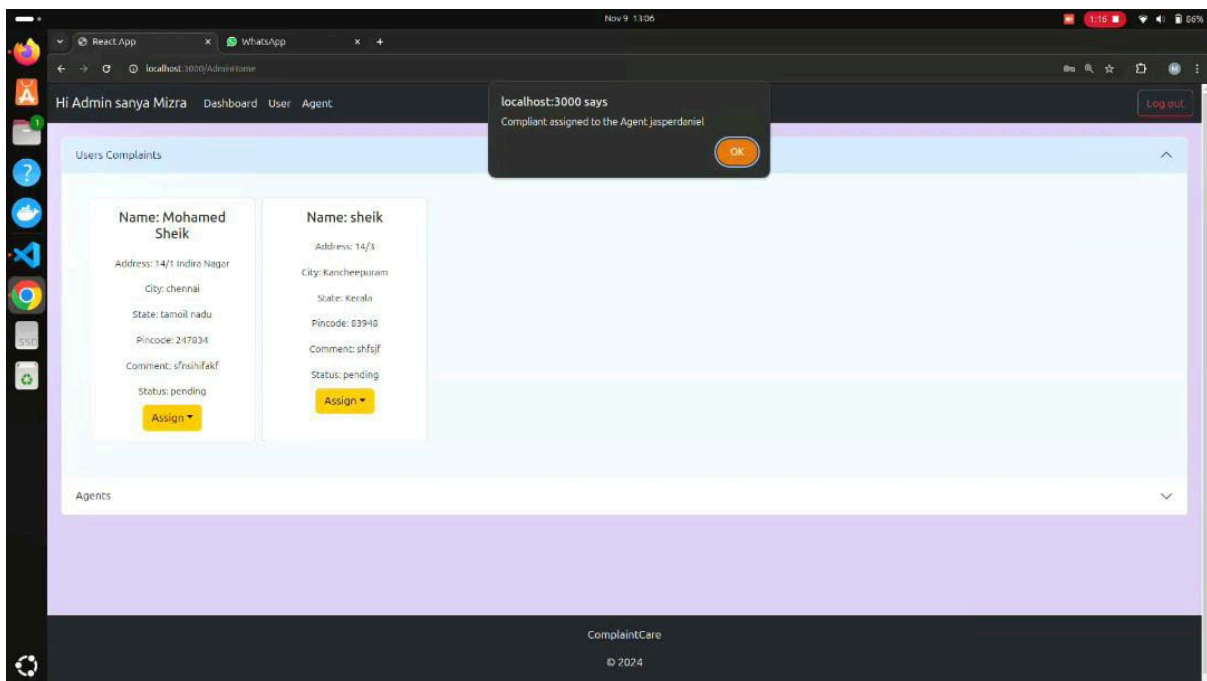 Nov 9 13:06
1:16
86%
React App
WhatsApp
localhost:3000/AdminHome
M
Hi Admin sanya Mizra Dashboard User Agent
Log out
localhost:3000 says
Compliant assigned to the Agent jasperdaniel
OK
Users Complaints
Name: Mohamed
Sheik
Address: 14/1 Indira Nagar
City: chennai
State: tamoil nadu
Pincode: 247834
Comment: sfnsihifakf
Status: pending
Assign
Name: sheik
Address: 14/3
City: Kancheepuram
State: Kerala
Pincode: 83948
Comment: shfsjf
Status: pending
Assign
Agents
ComplaintCare
© 2024
1
SSD